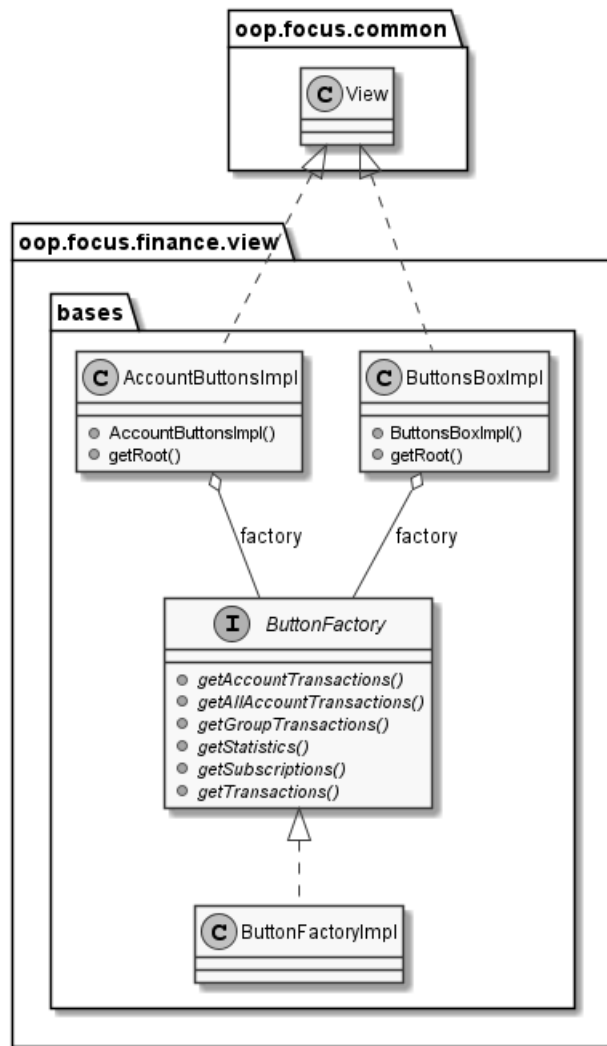 oop.focus.common
C View
oop.focus.finance.view
bases
C AccountButtonsImpl
AccountButtonsImpl()
getRoot()
C ButtonsBoxImpl
ButtonsBoxImpl()
getRoot()
factory
factory
I ButtonFactory
getAccountTransactions()
getAllAccountTransactions()
getGroupTransactions()
getStatistics()
getSubscriptions()
getTransactions()
C ButtonFactoryImpl